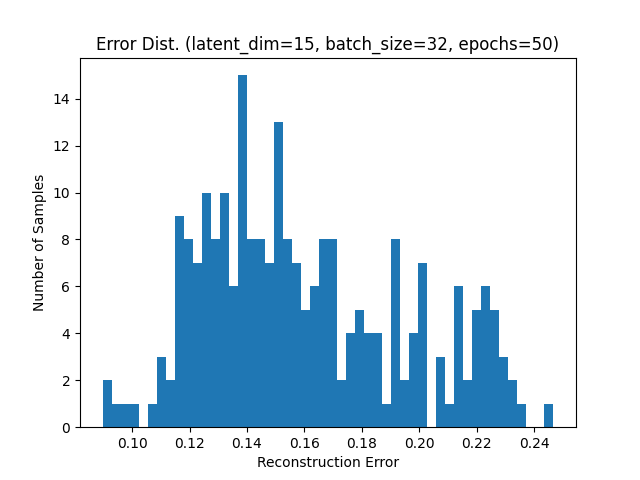 Error Dist. (latent_dim=15, batch_size=32, epochs=50)
14
12
10
8
6
4
2
0
Number of Samples
0.10 0.12 0.14 0.16 0.18 0.20 0.22 0.24
Reconstruction Error